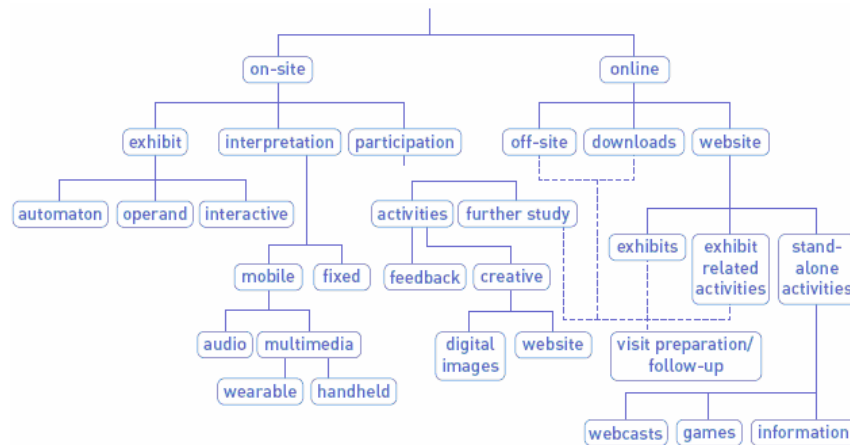 on-site
online
exhibit
interpretation
participation
off-site
downloads
website
automaton
operand
interactive
activities
further study
exhibits
exhibit
related
activities
stand-
alone
activities
mobile
fixed
feedback
creative
audio
multimedia
digital
images
website
visit preparation/
follow-up
wearable
handheld
webcasts
games
information